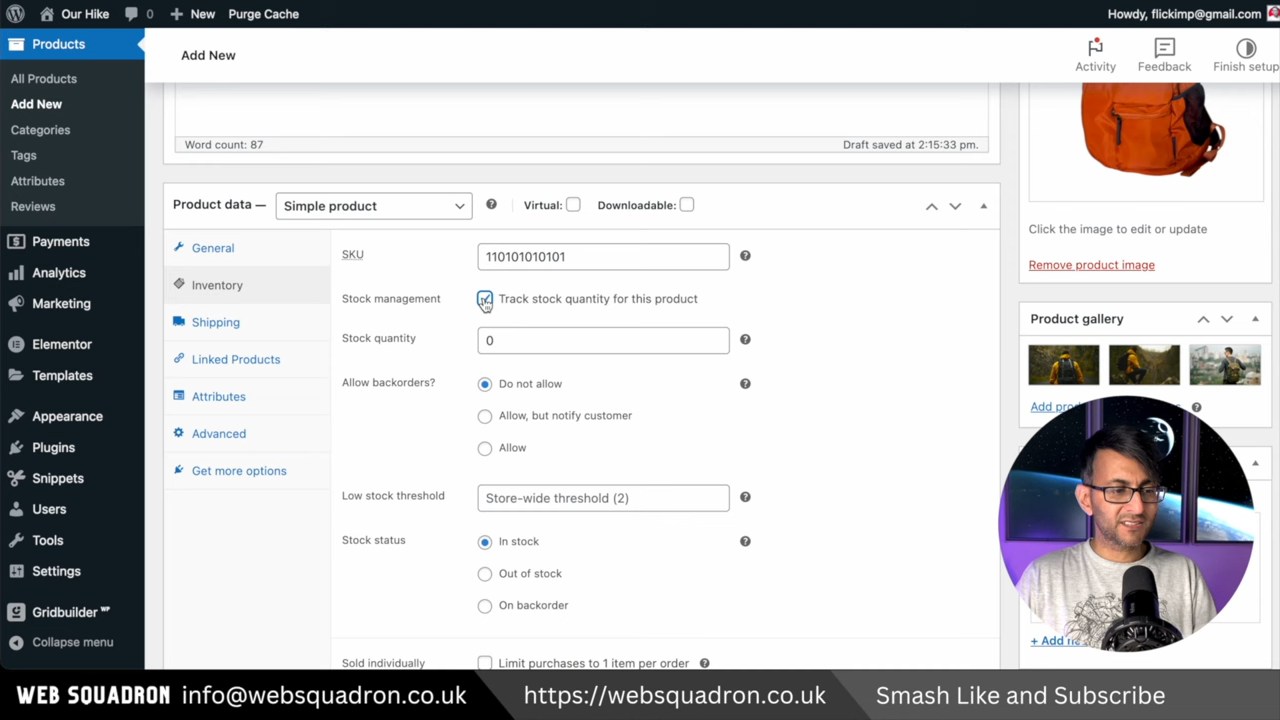 Our Hike
0
New
Purge Cache
Howdy, flickimp@gmail.com
Products
All Products
Add New
Categories
Tags
Attributes
Reviews
Payments
Analytics
Marketing
Elementor
Templates
Appearance
Plugins
Snippets
Users
Tools
Settings
Gridbuilder WP
Collapse menu
Add New
Activity
Feedback
Finish setup
Word count: 87
Draft saved at 2:15:33 pm.
Product data —
Simple product
Virtual:
Downloadable:
General
Inventory
Shipping
Linked Products
Attributes
Advanced
Get more options
SKU
110101010101
Stock management
Track stock quantity for this product
Stock quantity
0
Allow backorders?
Do not allow
Allow, but notify customer
Allow
Low stock threshold
Store-wide threshold (2)
Stock status
In stock
Out of stock
On backorder
Sold individually
Limit purchases to 1 item per order
Click the image to edit or update
Remove product image
Product gallery
Add
+ Add
WEB SQUADRON info@websquadron.co.uk
https://websquadron.co.uk
Smash Like and Subscribe